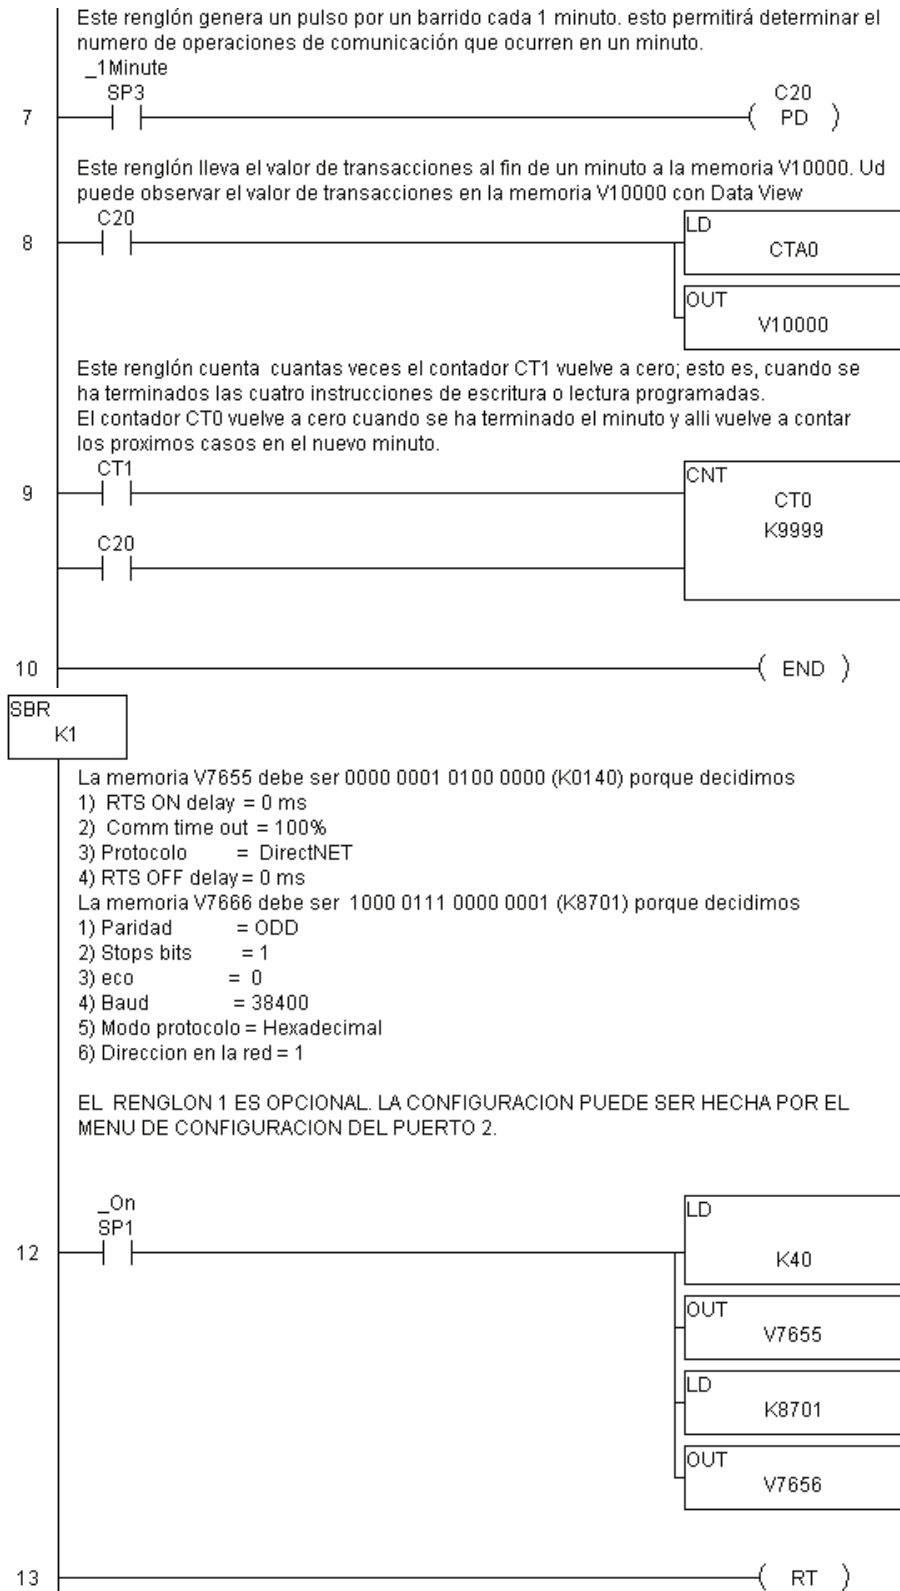 Este renglón genera un pulso por un barrido cada 1 minuto. esto permitirá determinar el
numero de operaciones de comunicación que ocurren en un minuto.
_1Minute
SP3
C20
7
PD
Este renglón lleva el valor de transacciones al fin de un minuto a la memoria V10000. Ud
puede observar el valor de transacciones en la memoria V10000 con Data View
C20
LD
8
CTA0
OUT
V10000
Este renglón cuenta cuantas veces el contador CT1 vuelve a cero; esto es, cuando se
ha terminados las cuatro instrucciones de escritura o lectura programadas.
El contador CT0 vuelve a cero cuando se ha terminado el minuto y alli vuelve a contar
los proximos casos en el nuevo minuto.
CT1
CNT
9
CT0
K9999
C20
10
END
SBR
K1
La memoria V7655 debe ser 0000 0001 0100 0000 (K0140) porque decidimos
1) RTS ON delay = 0 ms
2) Comm time out = 100%
3) Protocolo = DirectNET
4) RTS OFF delay = 0 ms
La memoria V7666 debe ser 1000 0111 0000 0001 (K8701) porque decidimos
1) Paridad = ODD
2) Stops bits = 1
3) eco = 0
4) Baud = 38400
5) Modo protocolo = Hexadecimal
6) Direccion en la red = 1
EL RENGLON 1 ES OPCIONAL. LA CONFIGURACION PUEDE SER HECHA POR EL
MENU DE CONFIGURACION DEL PUERTO 2.
_On
SP1
LD
12
K40
OUT
V7655
LD
K8701
OUT
V7656
13
RT